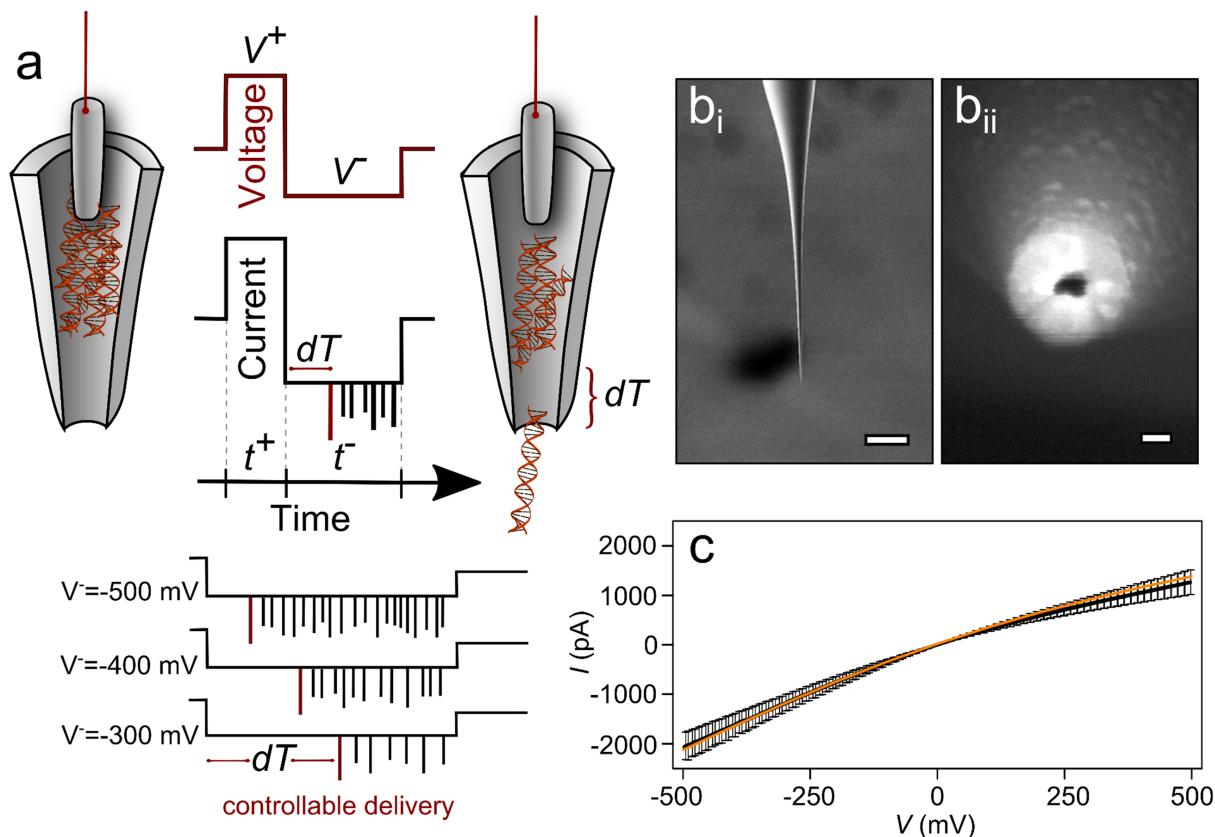 a
V⁺
Voltage
V⁻
Current
dT
dT
t⁺
t⁻
Time
V⁻=-500 mV
V⁻=-400 mV
V⁻=-300 mV
dT
controllable delivery
bi
bii
c
2000
1000
0
-1000
-2000
I (pA)
-500
-250
0
250
500
V (mV)